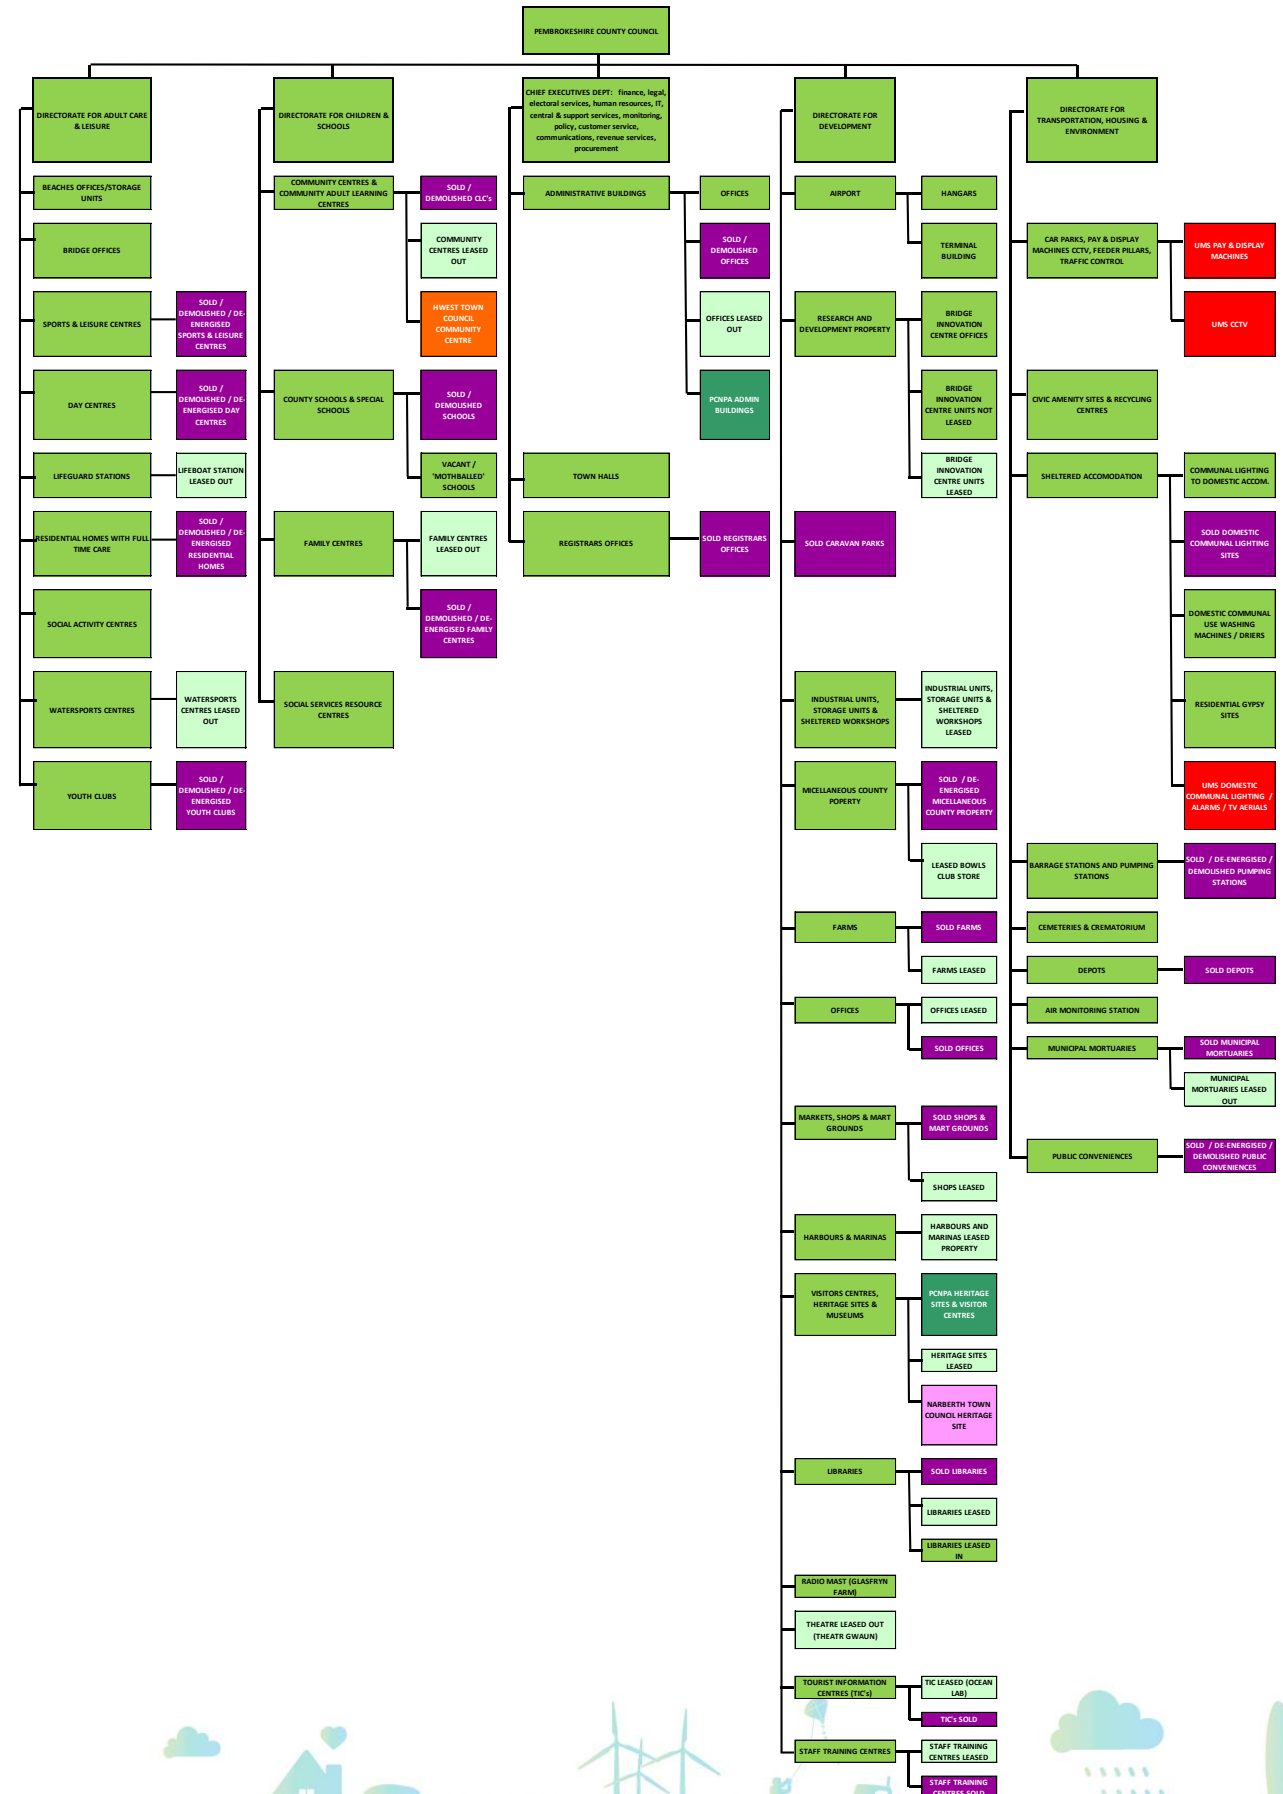 PEMBROKESHIRE COUNTY COUNCIL
DIRECTORATE FOR ADULT CARE
& LEISURE
BEACHES OFFICES/STORAGE
UNITS
BRIDGE OFFICES
SPORTS & LEISURE CENTRES
SOLD /
DEMOLISHED / DE-
ENERGISED
SPORTS & LEISURE
CENTRES
DAY CENTRES
SOLD /
DEMOLISHED / DE-
ENERGISED DAY
CENTRES
LIFEGUARD STATIONS
LIFEBOAT STATION
LEASED OUT
RESIDENTIAL HOMES WITH FULL
TIME CARE
SOLD /
DEMOLISHED / DE-
ENERGISED
RESIDENTIAL
HOMES
SOCIAL ACTIVITY CENTRES
WATERSPORTS CENTRES
WATERSPORTS
CENTRES LEASED
OUT
YOUTH CLUBS
SOLD /
DEMOLISHED / DE-
ENERGISED
YOUTH CLUBS
DIRECTORATE FOR CHILDREN &
SCHOOLS
COMMUNITY CENTRES &
COMMUNITY ADULT LEARNING
CENTRES
SOLD /
DEMOLISHED CLC's
COMMUNITY
CENTRES LEASED
OUT
HWEST TOWN
COUNCIL
COMMUNITY
CENTRE
COUNTY SCHOOLS & SPECIAL
SCHOOLS
SOLD /
DEMOLISHED
SCHOOLS
VACANT /
'MOTHBALLED'
SCHOOLS
FAMILY CENTRES
FAMILY CENTRES
LEASED OUT
SOLD /
DEMOLISHED / DE-
ENERGISED FAMILY
CENTRES
SOCIAL SERVICES RESOURCE
CENTRES
CHIEF EXECUTIVES DEPT: finance, legal,
electoral services, human resources, IT,
central & support services, monitoring,
policy, customer service,
communications, revenue services,
procurement
ADMINISTRATIVE BUILDINGS
OFFICES
SOLD /
DEMOLISHED
OFFICES
OFFICES LEASED
OUT
PCNPA ADMIN
BUILDINGS
TOWN HALLS
REGISTRARS OFFICES
SOLD REGISTRARS
OFFICES
DIRECTORATE FOR
DEVELOPMENT
AIRPORT
HANGARS
TERMINAL
BUILDING
RESEARCH AND
DEVELOPMENT PROPERTY
BRIDGE
INNOVATION
CENTRE OFFICES
BRIDGE
INNOVATION
CENTRE UNITS NOT
LEASED
BRIDGE
INNOVATION
CENTRE UNITS
LEASED
SOLD CARAVAN PARKS
INDUSTRIAL UNITS,
STORAGE UNITS &
SHELTERED WORKSHOPS
INDUSTRIAL UNITS,
STORAGE UNITS &
SHELTERED
WORKSHOPS
LEASED
MICELLANEOUS COUNTY
POPERTY
SOLD / DE-
ENERGISED
MICELLANEOUS
COUNTY PROPERTY
LEASED BOWLS
CLUB STORE
FARMS
SOLD FARMS
FARMS LEASED
OFFICES
OFFICES LEASED
SOLD OFFICES
MARKETS, SHOPS & MART
GROUNDS
SOLD SHOPS &
MART GROUNDS
SHOPS LEASED
HARBOURS & MARINAS
HARBOURS AND
MARINAS LEASED
PROPERTY
VISITORS CENTRES,
HERITAGE SITES &
MUSEUMS
PCNPA HERITAGE
SITES & VISITOR
CENTRES
HERITAGE SITES
LEASED
NARBERTH TOWN
COUNCIL HERITAGE
SITE
LIBRARIES
SOLD LIBRARIES
LIBRARIES LEASED
LIBRARIES LEASED
IN
RADIO MAST (GLASFRYN
FARM)
THEATRE LEASED OUT
(THEATR GWAUN)
TOURIST INFORMATION
CENTRES (TIC's)
TIC LEASED (OCEAN
LAB)
TIC's SOLD
STAFF TRAINING CENTRES
STAFF TRAINING
CENTRES LEASED
STAFF TRAINING
CENTRES SOLD
DIRECTORATE FOR
TRANSPORTATION, HOUSING &
ENVIRONMENT
CAR PARKS, PAY & DISPLAY
MACHINES CCTV, FEEDER PILLARS,
TRAFFIC CONTROL
UMS PAY & DISPLAY
MACHINES
UMS CCTV
CIVIC AMENITY SITES & RECYCLING
CENTRES
SHELTERED ACCOMODATION
COMMUNAL LIGHTING
TO DOMESTIC ACCOM.
SOLD DOMESTIC
COMMUNAL LIGHTING
SITES
DOMESTIC COMMUNAL
USE WASHING
MACHINES / DRIERS
RESIDENTIAL GYPSY
SITES
UMS DOMESTIC
COMMUNAL LIGHTING /
ALARMS / TV AERIALS
BARRAGE STATIONS AND PUMPING
STATIONS
SOLD / DE-ENERGISED /
DEMOLISHED PUMPING
STATIONS
CEMETERIES & CREMATORIUM
DEPOTS
SOLD DEPOTS
AIR MONITORING STATION
MUNICIPAL MORTUARIES
SOLD MUNICIPAL
MORTUARIES
MUNICIPAL
MORTUARIES LEASED
OUT
PUBLIC CONVENIENCES
SOLD / DE-ENERGISED /
DEMOLISHED PUBLIC
CONVENIENCES